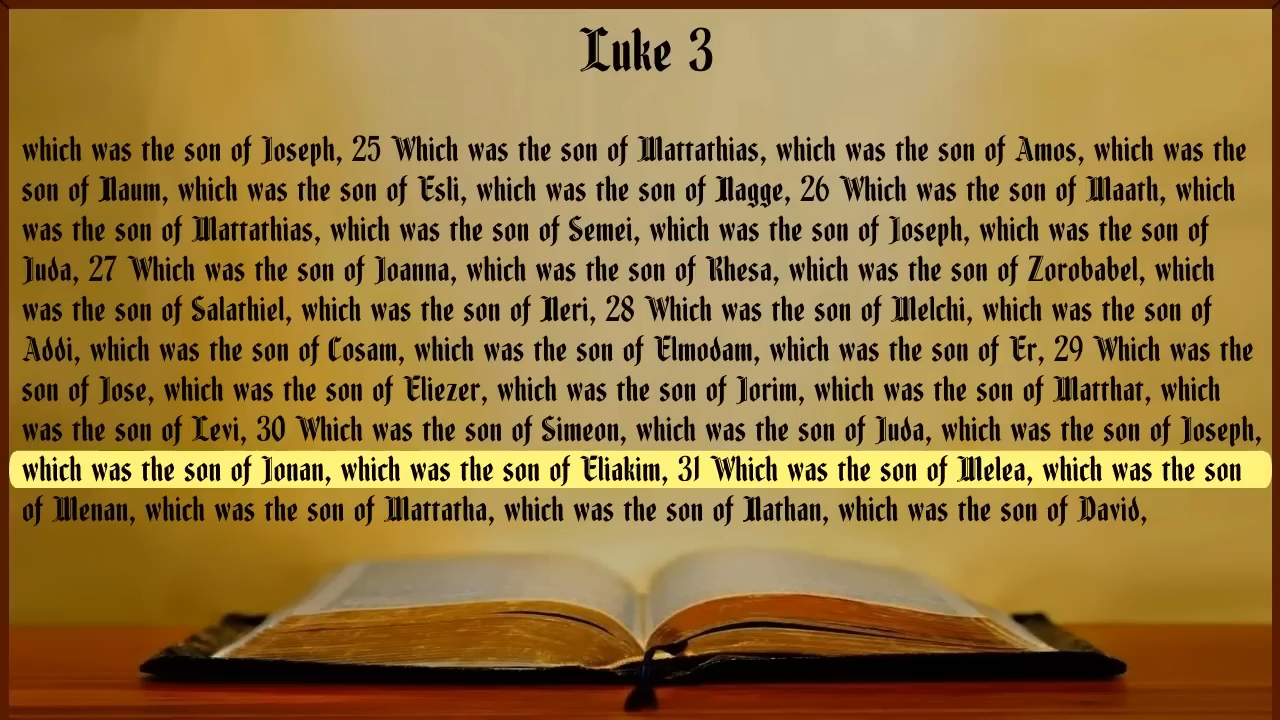 Luke 3
which was the son of Joseph, 25 Which was the son of Mattathias, which was the son of Amos, which was the
son of Naum, which was the son of Esli, which was the son of Nagge, 26 Which was the son of Maath, which
was the son of Mattathias, which was the son of Semei, which was the son of Joseph, which was the son of
Juda, 27 Which was the son of Joanna, which was the son of Rhesa, which was the son of Zorobabel, which
was the son of Salathiel, which was the son of Neri, 28 Which was the son of Melchi, which was the son of
Addi, which was the son of Cosam, which was the son of Elmodam, which was the son of Er, 29 Which was the
son of Jose, which was the son of Eliezer, which was the son of Jorim, which was the son of Matthat, which
was the son of Levi, 30 Which was the son of Simeon, which was the son of Juda, which was the son of Joseph,
which was the son of Jonan, which was the son of Eliakim, 31 Which was the son of Melea, which was the son
of Menan, which was the son of Mattatha, which was the son of Nathan, which was the son of David,